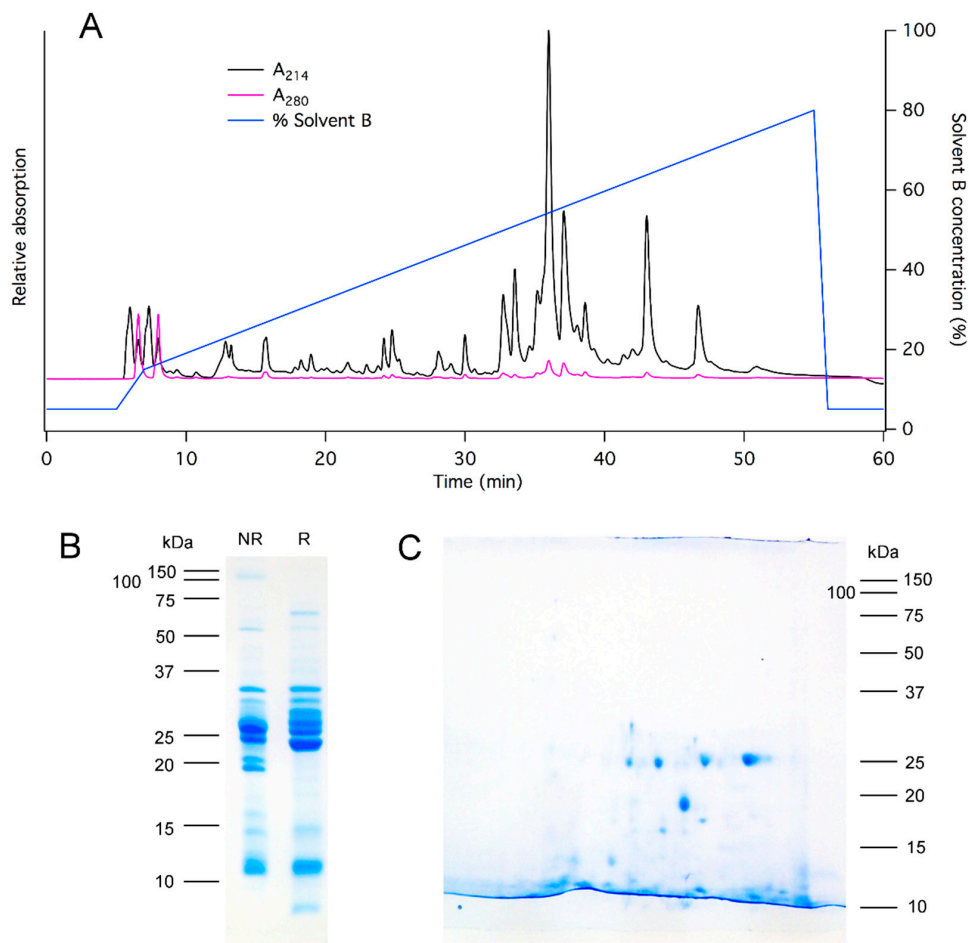 A
A214
A280
% Solvent B
Relative absorption
Solvent B concentration (%)
100
80
60
40
20
0
0 10 20 30 40 50 60
Time (min)
B
kDa NR R
150
100
75
50
37
25
20
15
10
C
kDa
150
100
75
50
37
25
20
15
10